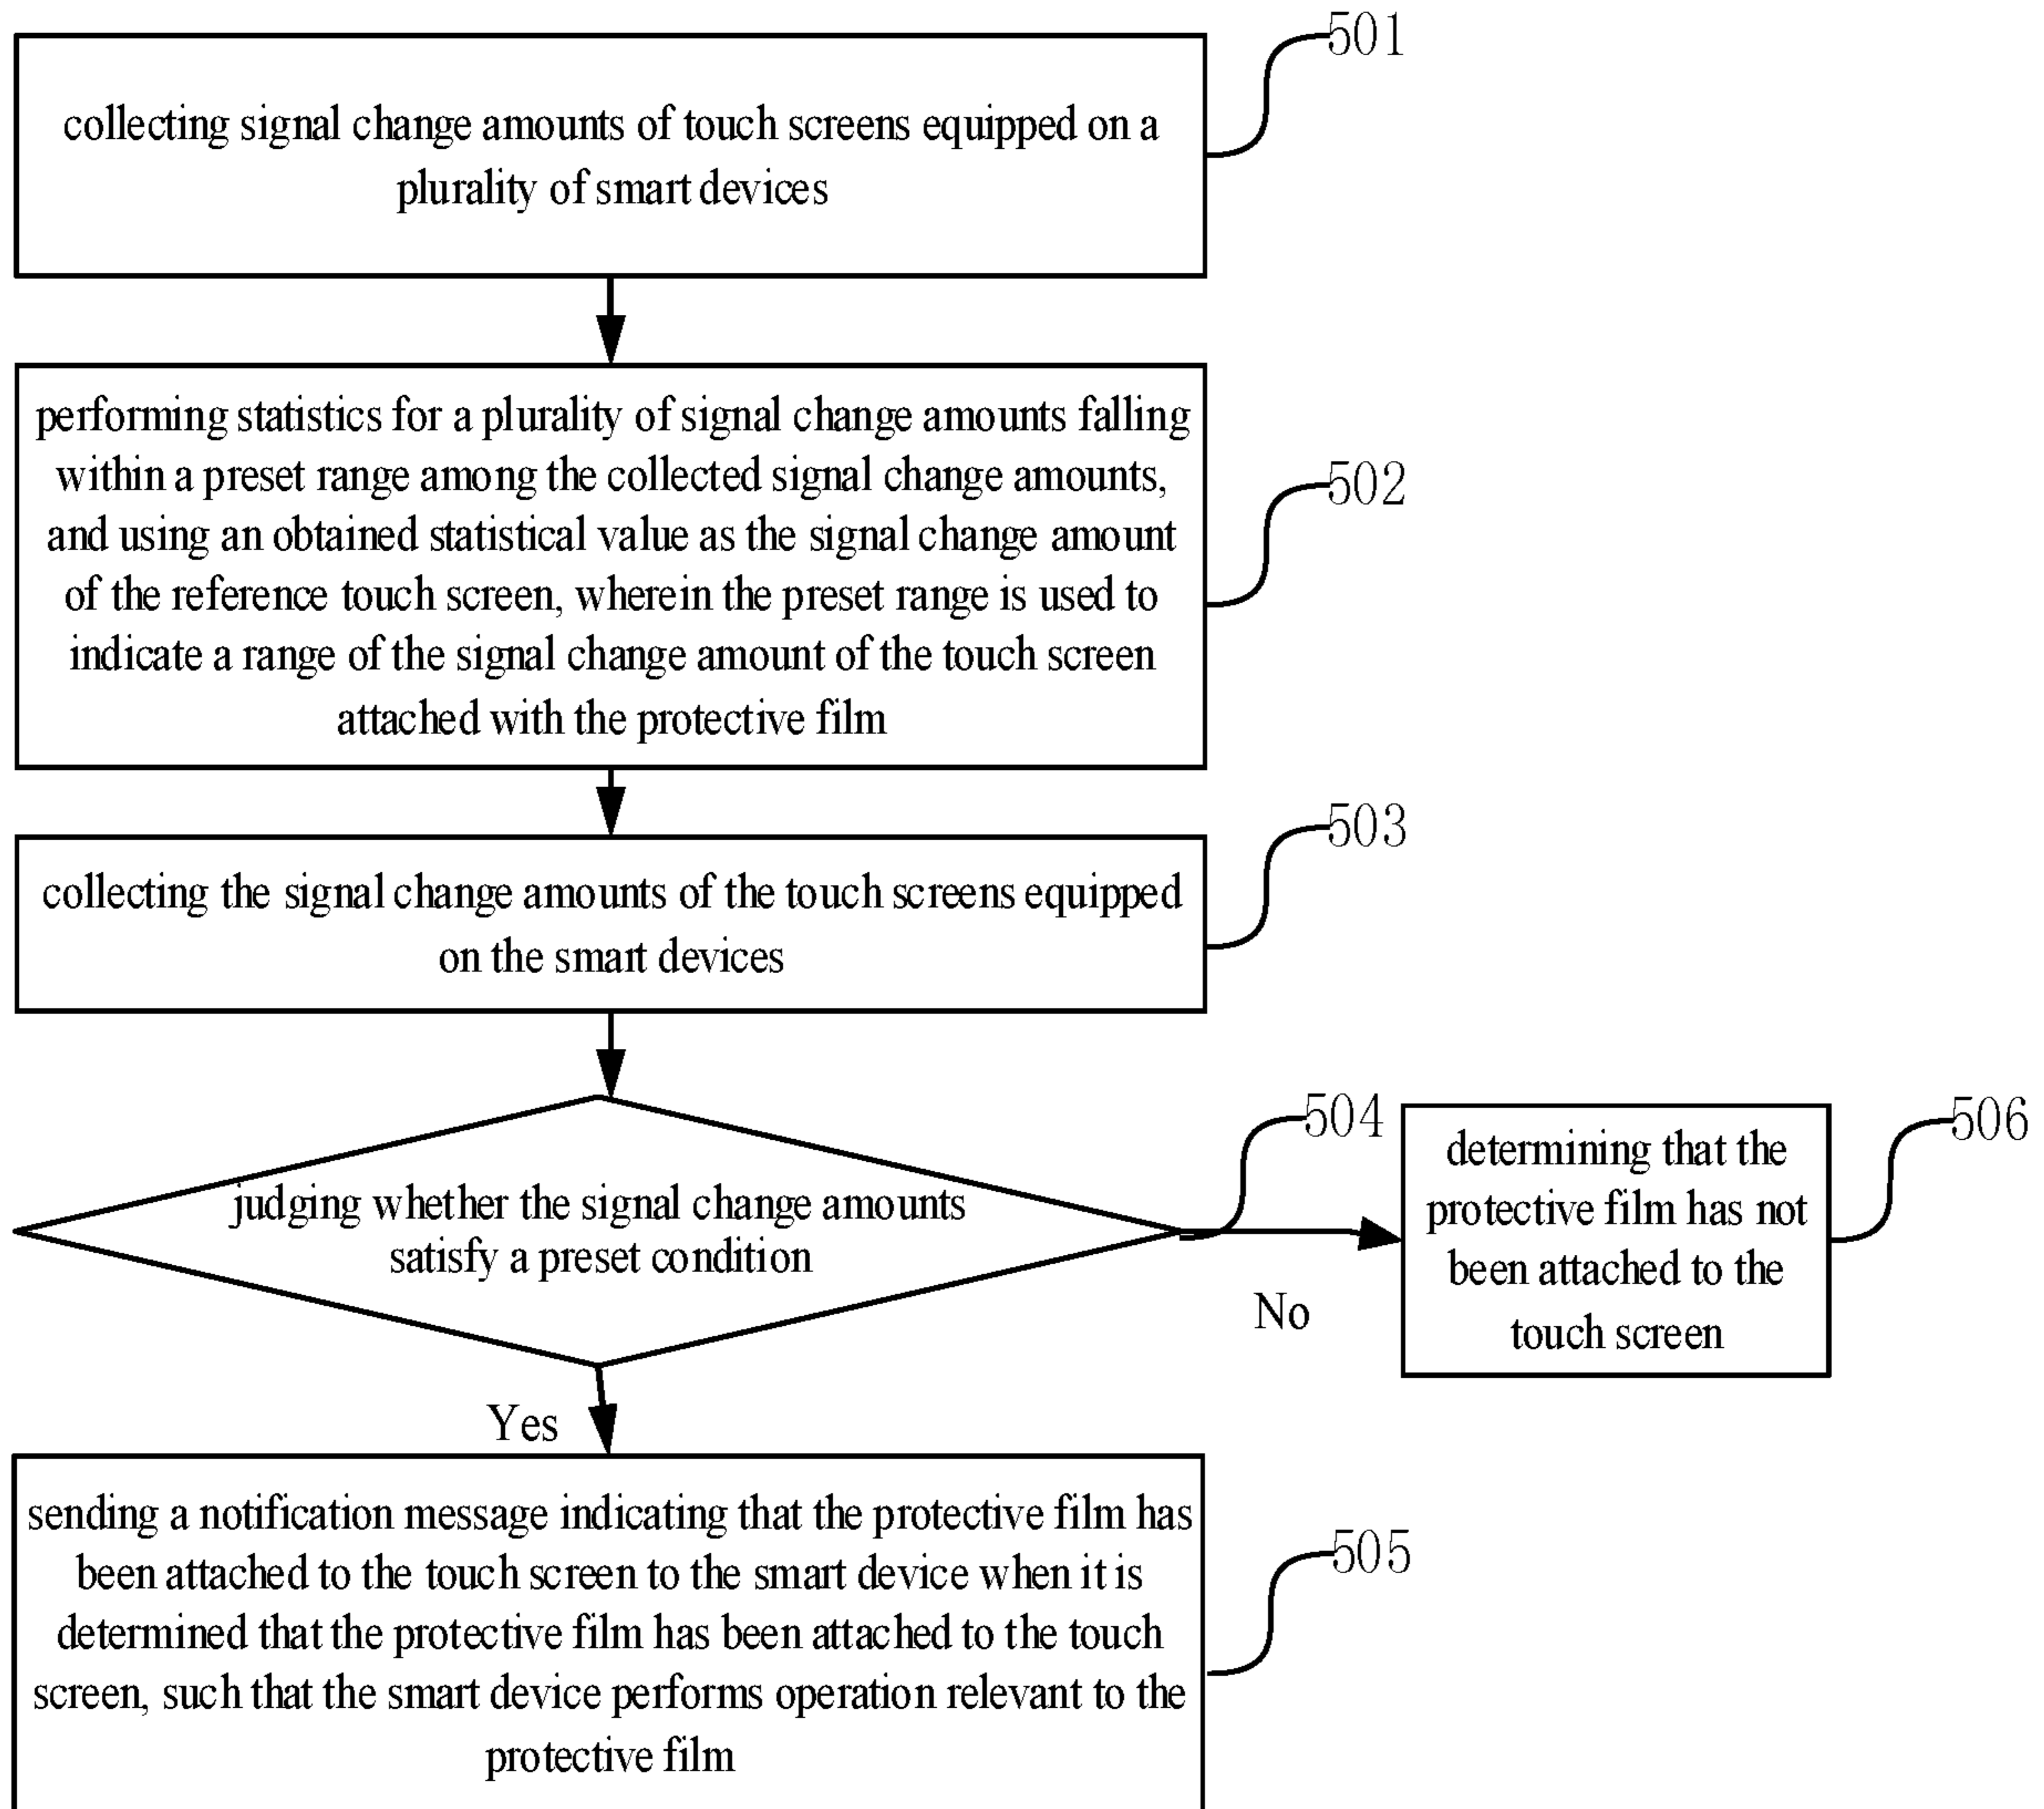 501
collecting signal change amounts of touch screens equipped on a
plurality of smart devices
performing statistics for a plurality of signal change amounts falling
within a preset range among the collected signal change amounts,
and using an obtained statistical value as the signal change amount
of the reference touch screen, wherein the preset range is used to
indicate a range of the signal change amount of the touch screen
attached with the protective film
502
503
collecting the signal change amounts of the touch screens equipped
on the smart devices
504
judging whether the signal change amounts
satisfy a preset condition
No
506
determining that the
protective film has not
been attached to the
touch screen
Yes
sending a notification message indicating that the protective film has
been attached to the touch screen to the smart device when it is
determined that the protective film has been attached to the touch
screen, such that the smart device performs operation relevant to the
protective film
505